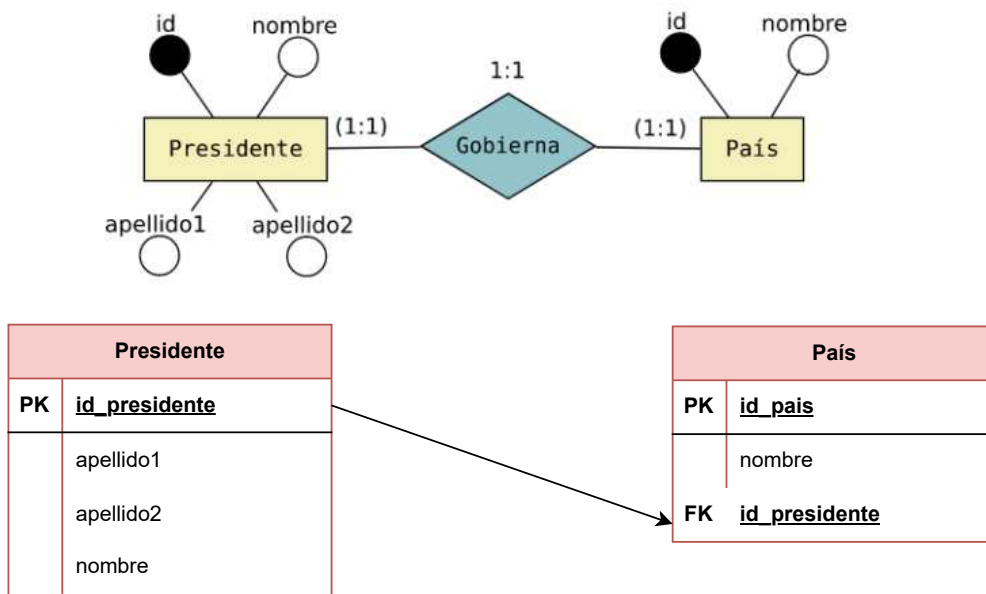 id
nombre
id
nombre
1:1
Presidente
(1:1)
Gobierna
(1:1)
País
apellido1
apellido2
Presidente
PK id_presidente
apellido1
apellido2
nombre
País
PK id_pais
nombre
FK id_presidente